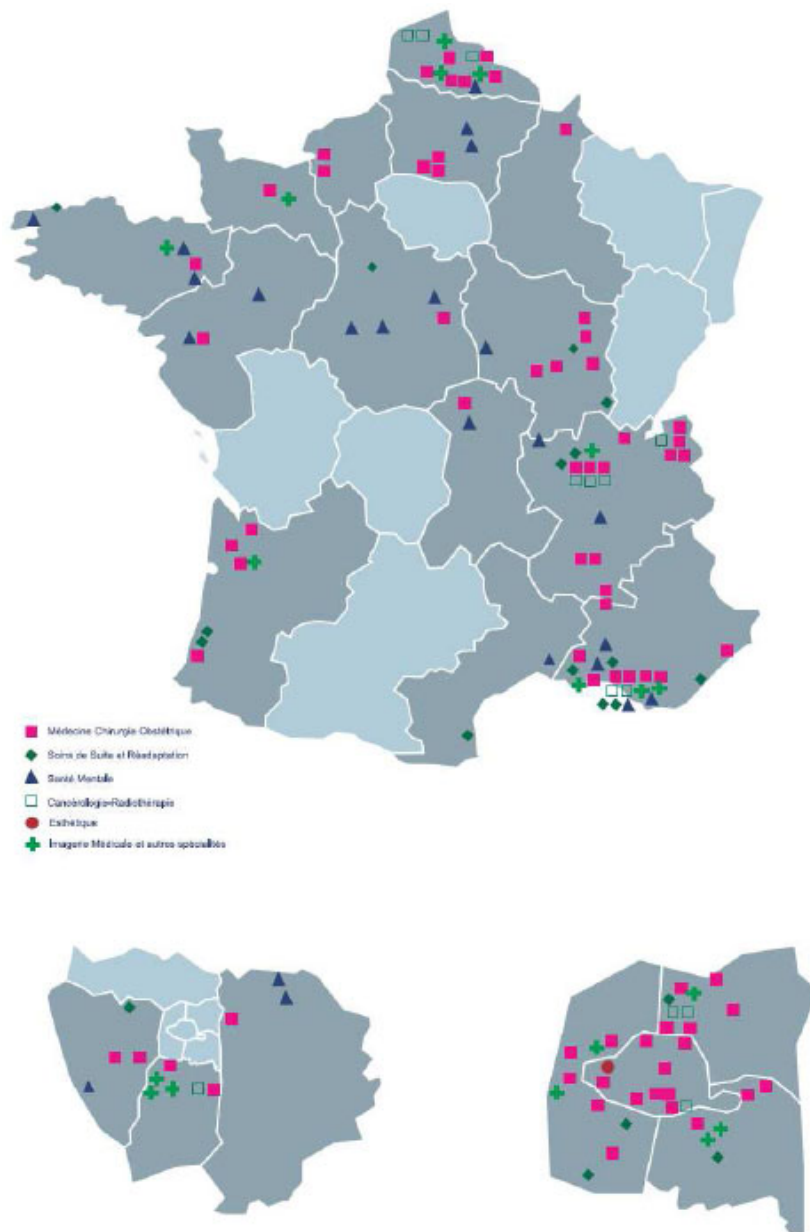 Médecine Chirurgie Obstétrique
Soins de Suite et Réadaptation
Santé Mentale
Cancérologie-Radiothérapie
Esthétique
Imagerie Médicale et autres spécialités